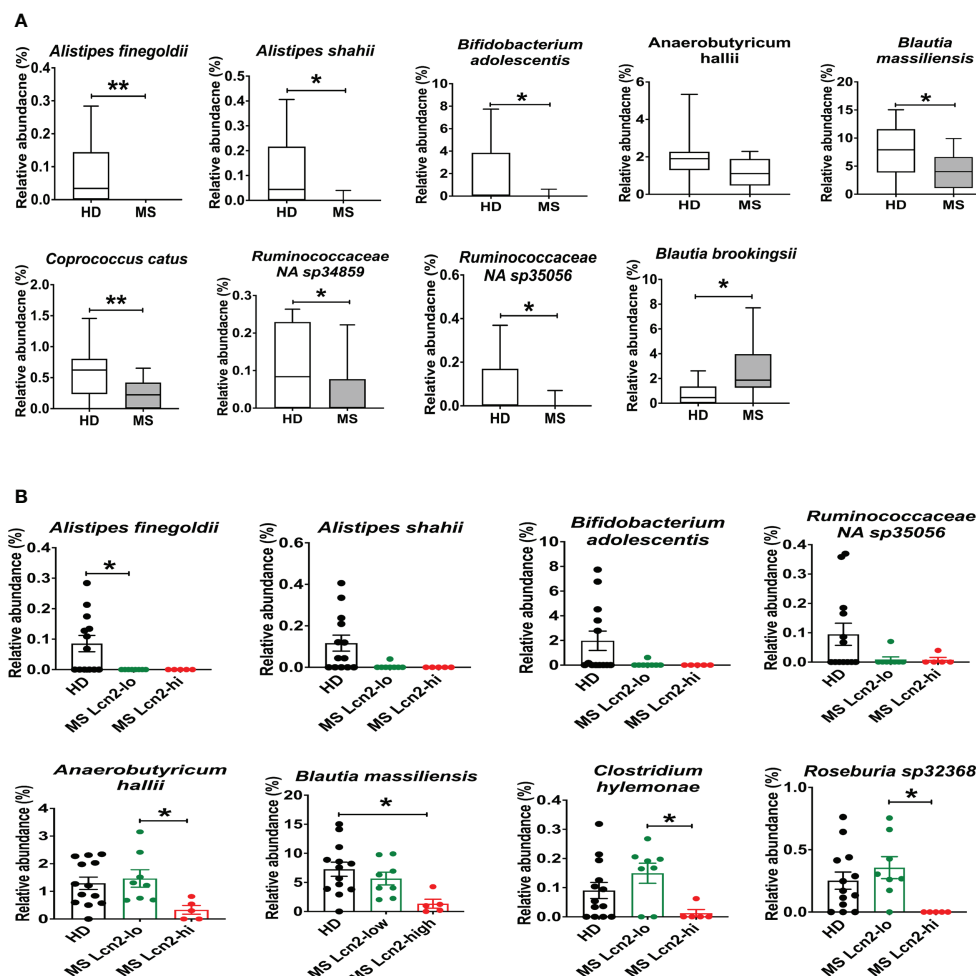 A
Alistipes finegoldii
Relative abundacne (%)
0.4
0.3
0.2
0.1
0.0
**
HD MS
Alistipes shahii
Relative abundacne (%)
0.5
0.4
0.3
0.2
0.1
0.0
*
HD MS
Bifidobacterium
adolescentis
Relative abundacne (%)
10
8
6
4
2
0
*
HD MS
Anaerobutyricum
hallii
Relative abundacne (%)
6
4
2
0
HD MS
Blautia
massiliensis
Relative abundacne (%)
20
15
10
5
0
*
HD MS
Coprococcus catus
Relative abundacne (%)
2.0
1.5
1.0
0.5
0.0
**
HD MS
Ruminococcaceae
NA sp34859
Relative abundacne (%)
0.3
0.2
0.1
0.0
*
HD MS
Ruminococcaceae
NA sp35056
Relative abundacne (%)
0.6
0.4
0.2
0.0
*
HD MS
Blautia brookingsii
Relative abundacne (%)
10
8
6
4
2
0
*
HD MS
B
Alistipes finegoldii
Relative abundance (%)
0.4
0.3
0.2
0.1
0.0
*
HD
MS Lcn2-lo
MS Lcn2-hi
Alistipes shahii
Relative abundance (%)
0.6
0.4
0.2
0.0
HD
MS Lcn2-lo
MS Lcn2-hi
Bifidobacterium
adolescentis
Relative abundance (%)
10
8
6
4
2
0
HD
MS Lcn2-lo
MS Lcn2-hi
Ruminococcaceae
NA sp35056
Relative abundance (%)
0.4
0.3
0.2
0.1
0.0
HD
MS Lcn2-lo
MS Lcn2-hi
Anaerobutyricum
hallii
Relative abundance (%)
4
3
2
1
0
*
HD
MS Lcn2-lo
MS Lcn2-hi
Blautia massiliensis
Relative abundance (%)
20
15
10
5
0
*
HD
MS Lcn2-low
MS Lcn2-high
Clostridium
hylemonae
Relative abundance (%)
0.4
0.3
0.2
0.1
0.0
*
HD
MS Lcn2-lo
MS Lcn2-hi
Roseburia sp32368
Relative abundance (%)
1.0
0.5
0.0
*
HD
MS Lcn2-lo
MS Lcn2-hi